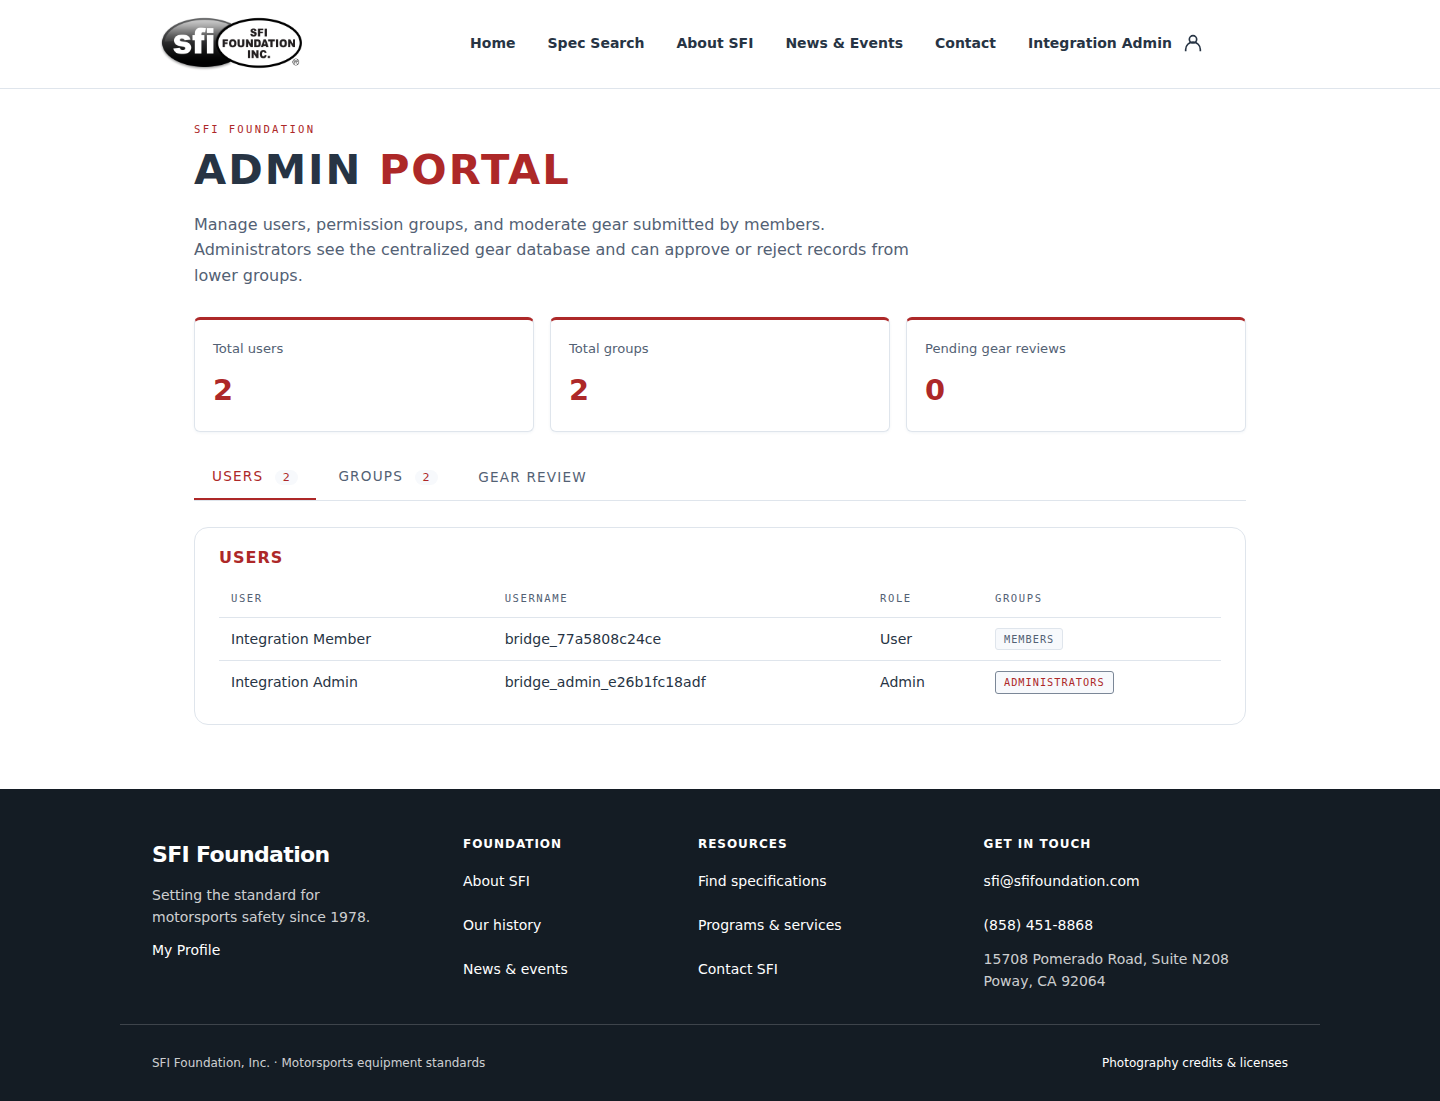 sfi
SFI
FOUNDATION
INC.
®
Home
Spec Search
About SFI
News & Events
Contact
Integration Admin
SFI FOUNDATION
ADMIN PORTAL
Manage users, permission groups, and moderate gear submitted by members.
Administrators see the centralized gear database and can approve or reject records from
lower groups.
Total users
2
Total groups
2
Pending gear reviews
0
USERS 2
GROUPS 2
GEAR REVIEW
USERS
USER USERNAME ROLE GROUPS
Integration Member bridge_77a5808c24ce User MEMBERS
Integration Admin bridge_admin_e26b1fc18adf Admin ADMINISTRATORS
SFI Foundation
Setting the standard for
motorsports safety since 1978.
My Profile
FOUNDATION
About SFI
Our history
News & events
RESOURCES
Find specifications
Programs & services
Contact SFI
GET IN TOUCH
sfi@sfifoundation.com
(858) 451-8868
15708 Pomerado Road, Suite N208
Poway, CA 92064
SFI Foundation, Inc. · Motorsports equipment standards
Photography credits & licenses